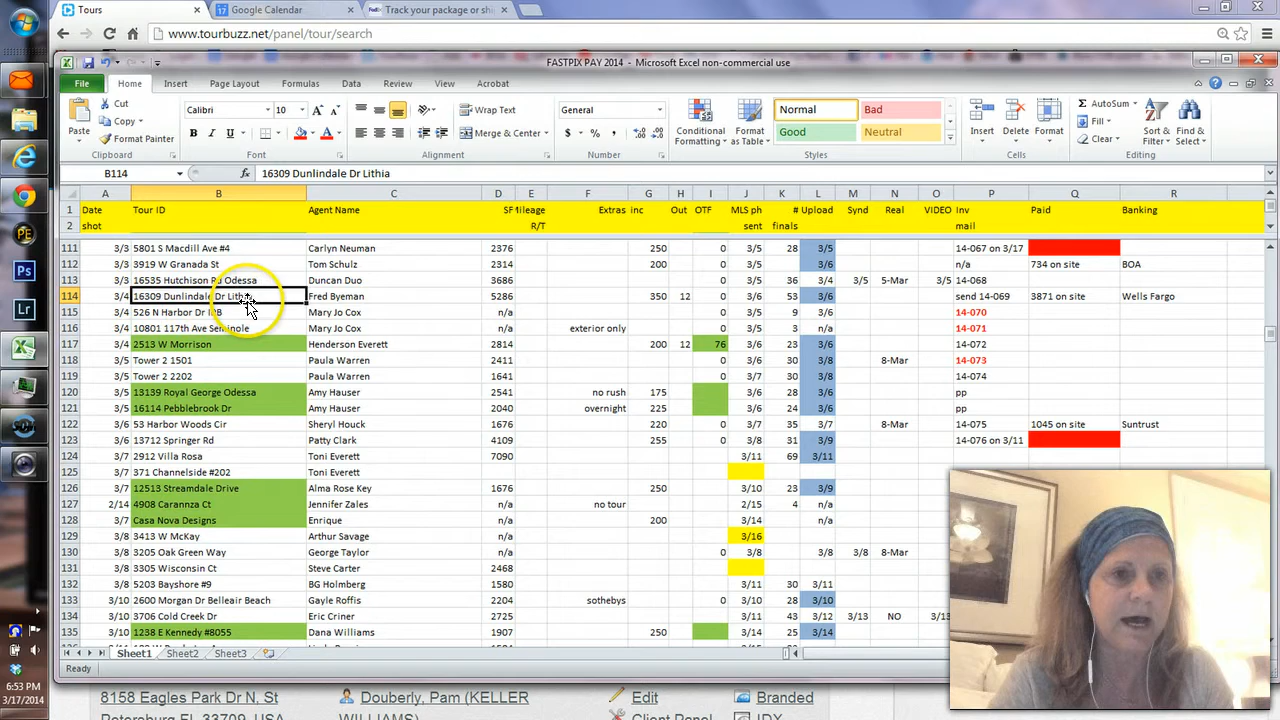 Tours
Google Calendar
Track your package or sh
www.tourbuzz.net/panel/tour/search
FASTPIX PAY 2014 - Microsoft Excel non-commercial use
File Home Insert Page Layout Formulas Data Review View Acrobat
Cut
Copy
Format Painter
Paste
Clipboard
Calibri 10
B I U
Font
Wrap Text
Merge & Center
Alignment
General
$ % ,
Number
Conditional Formatting
Format as Table
Normal Bad
Good Neutral
Styles
Insert Delete Format
Cells
AutoSum
Fill
Clear
Sort & Filter
Find & Select
Editing
B114 fx 16309 Dunlindale Dr Lithia
A B C D E F G H I J K L M N O P Q R
1 Date Tour ID Agent Name SF Mileage Extras inc Out OTF MLS ph # Upload Synd Real VIDEO Inv Paid Banking
2 shot R/T sent finals mail
111 3/3 5801 S Macdill Ave #4 Carlyn Neuman 2376 250 0 3/5 28 3/5 14-067 on 3/17
112 3/3 3919 W Granada St Tom Schulz 2314 200 0 3/5 3/6 n/a 734 on site BOA
113 3/3 16535 Hutchison Rd Odessa Duncan Duo 3686 0 3/5 36 3/4 3/5 5-Mar 3/5 14-068
114 3/4 16309 Dunlindale Dr Lithia Fred Byeman 5286 350 12 0 3/6 53 3/6 send 14-069 3871 on site Wells Fargo
115 3/4 526 N Harbor Dr IRB Mary Jo Cox n/a 0 3/5 9 3/6 14-070
116 3/4 10801 117th Ave Seminole Mary Jo Cox n/a exterior only 0 3/5 3 n/a 14-071
117 3/4 2513 W Morrison Henderson Everett 2814 200 12 76 3/6 23 3/6 14-072
118 3/5 Tower 2 1501 Paula Warren 2411 0 3/6 30 3/8 8-Mar 14-073
119 3/5 Tower 2 2202 Paula Warren 1641 0 3/7 30 3/8 14-074
120 3/5 13139 Royal George Odessa Amy Hauser 2541 no rush 175 3/6 28 3/6 pp
121 3/5 16114 Pebblebrook Dr Amy Hauser 2040 overnight 225 3/6 24 3/6 pp
122 3/6 53 Harbor Woods Cir Sheryl Houck 1676 220 0 3/7 35 3/7 8-Mar 14-075 1045 on site Suntrust
123 3/6 13712 Springer Rd Patty Clark 4109 255 0 3/8 31 3/9 14-076 on 3/11
124 3/7 2912 Villa Rosa Toni Everett 7090 3/11 69 3/11
125 3/7 371 Channelside #202 Toni Everett
126 3/7 12513 Streamdale Drive Alma Rose Key 1676 250 3/10 23 3/9
127 2/14 4908 Carannza Ct Jennifer Zales n/a no tour 2/15 4 n/a
128 3/7 Casa Nova Designs Enrique n/a 200 3/14 n/a
129 3/8 3413 W McKay Arthur Savage n/a 3/16
130 3/8 3205 Oak Green Way George Taylor n/a 0 3/8 3/8 3/8 8-Mar
131 3/8 3305 Wisconsin Ct Steve Carter 2468
132 3/8 5203 Bayshore #9 BG Holmberg 1580 3/11 30 3/11
133 3/10 2600 Morgan Dr Belleair Beach Gayle Roffis 2204 sothebys 0 3/10 28 3/10
134 3/10 3706 Cold Creek Dr Eric Criner 2725 3/11 43 3/12 3/13 NO 3/13
135 3/10 1238 E Kennedy #8055 Dana Williams 1907 250 3/14 25 3/14
Sheet1 Sheet2 Sheet3
Ready
8158 Eagles Park Dr N, St Douberly, Pam (KELLER Edit Branded
Petersburg FL 33709, USA WILLIAMS) Client Panel IDX
6:53 PM
3/17/2014